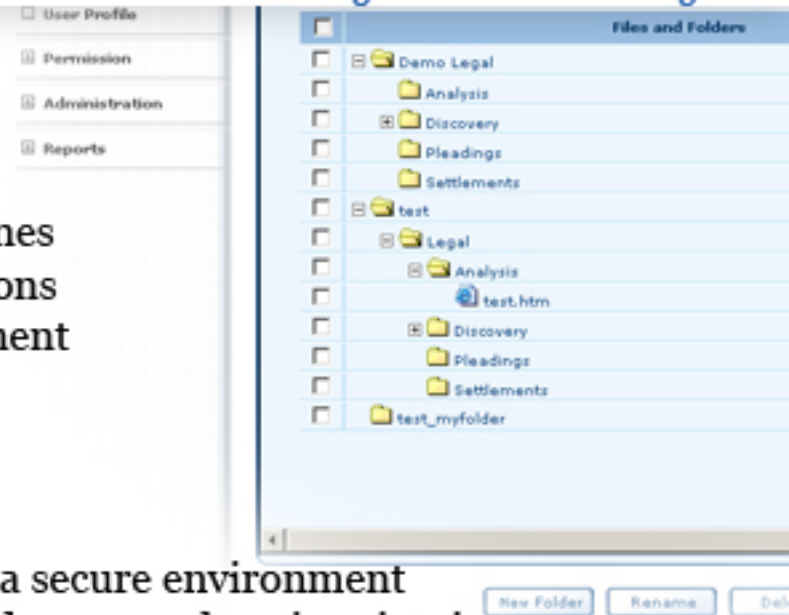 User Profile
Permission
Administration
Reports
nes
ons
nent
Files and Folders
Demo Legal
Analysis
Discovery
Pleadings
Settlements
test
Legal
Analysis
test.htm
Discovery
Pleadings
Settlements
test_myfolder
a secure environment
New Folder
Rename
Del